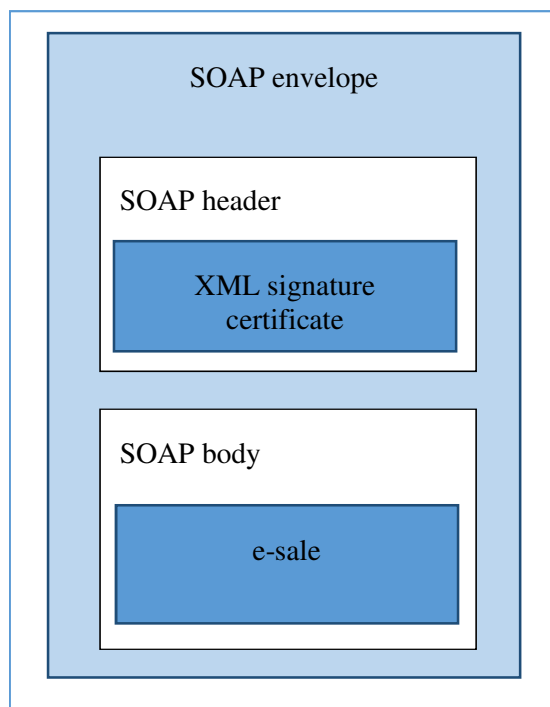 SOAP envelope
SOAP header
XML signature
certificate
SOAP body
e-sale